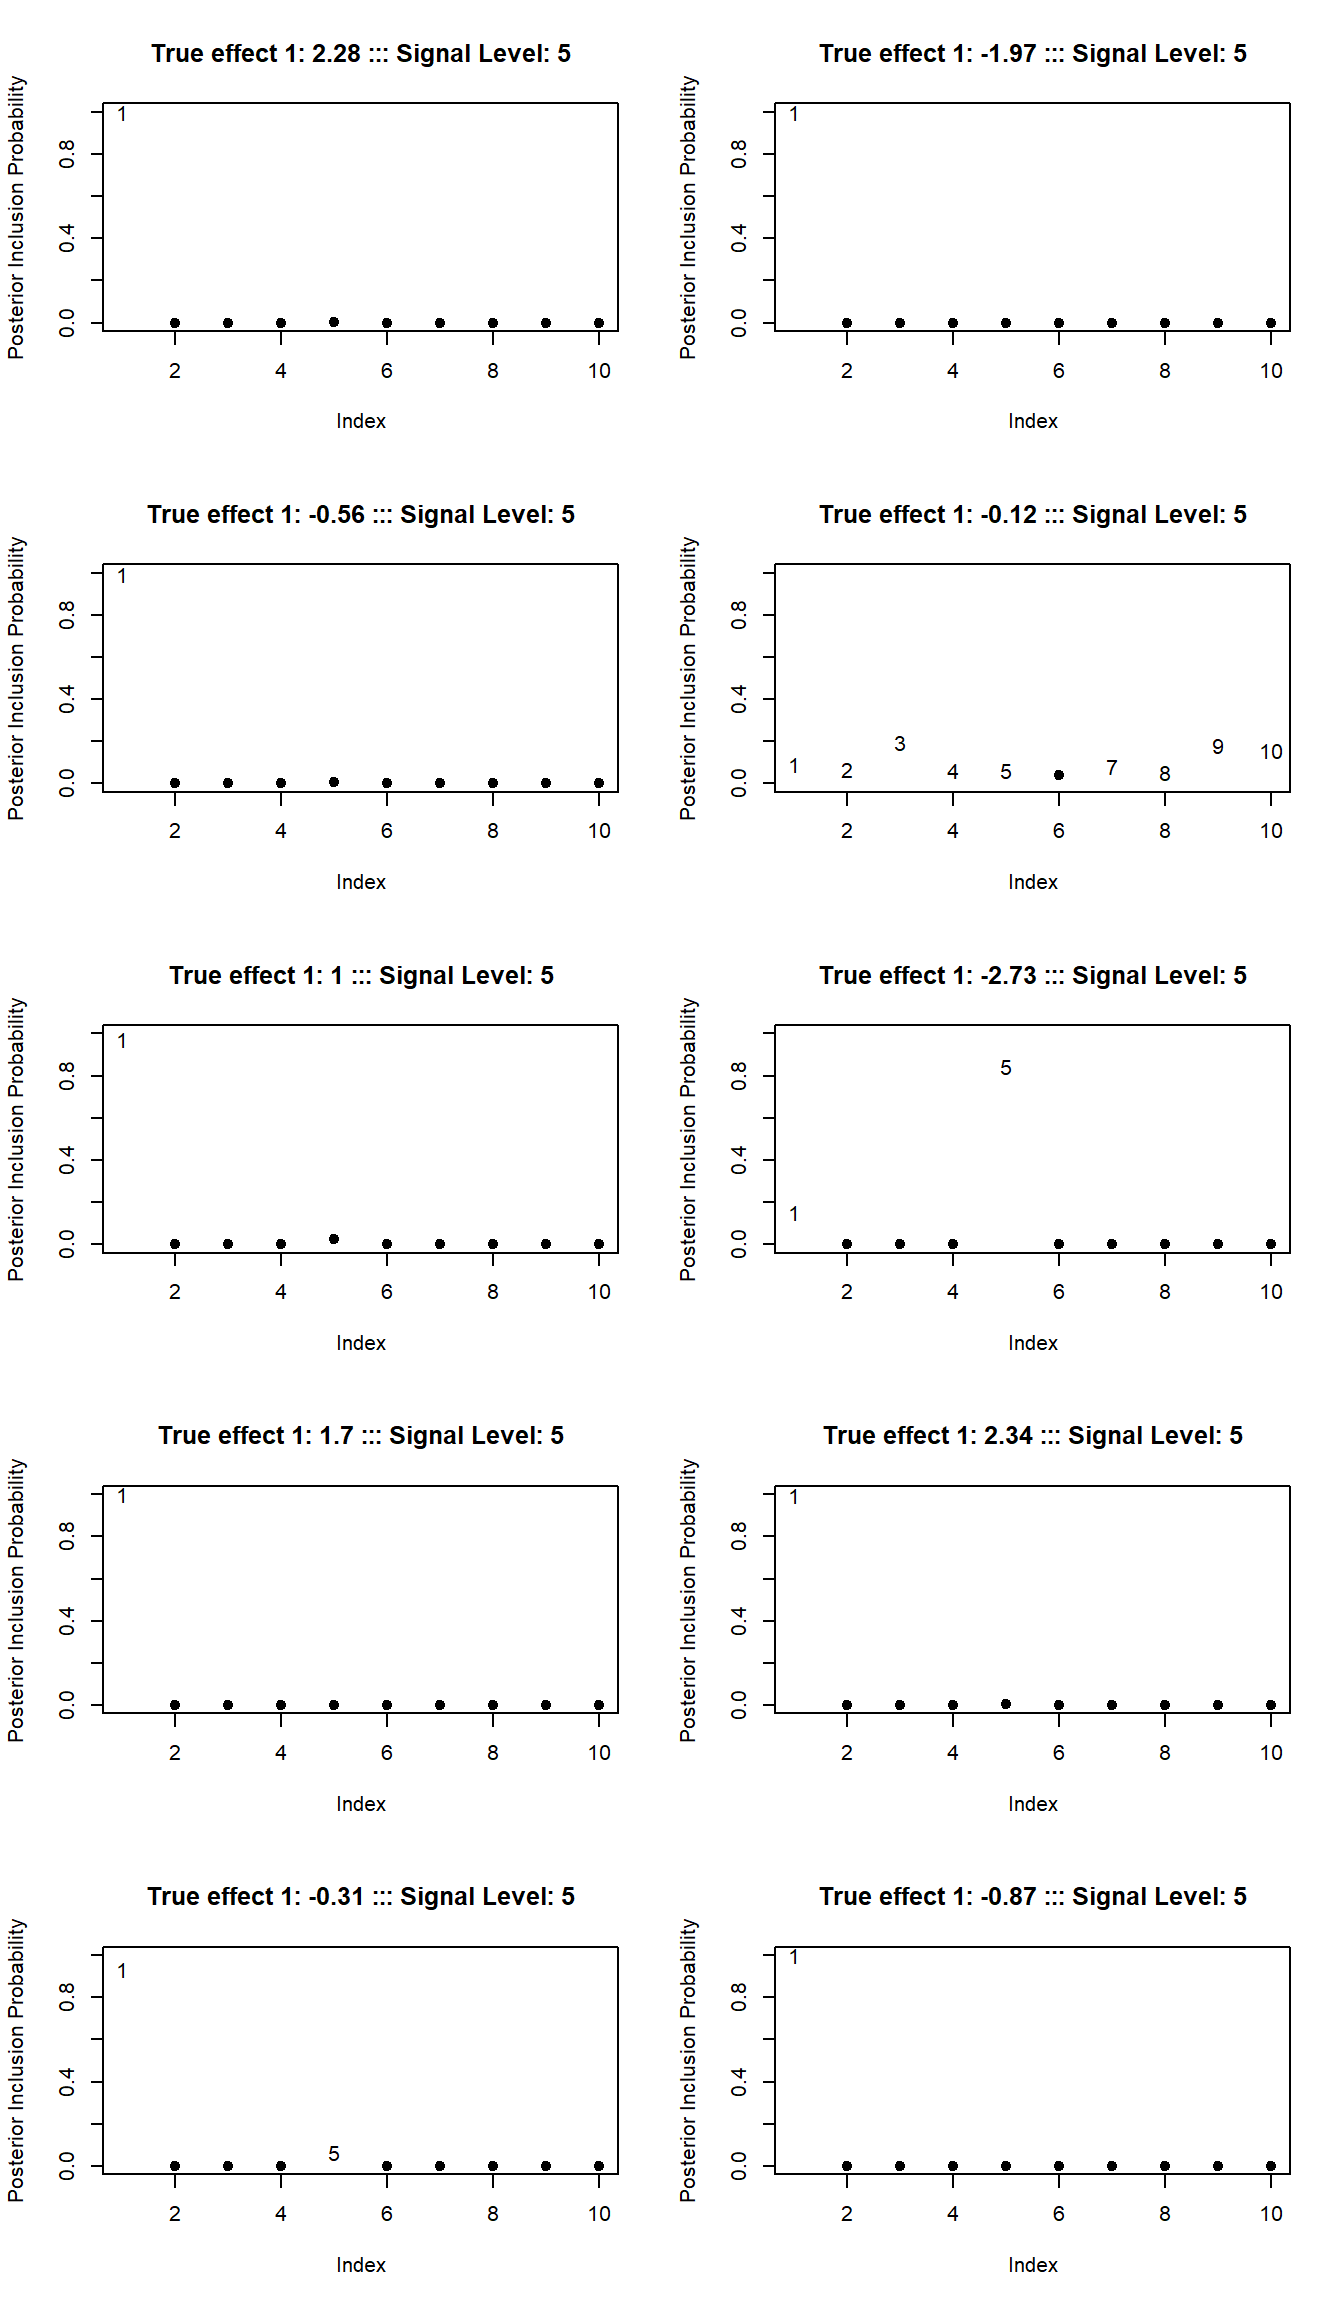 True effect 1: 2.28 ::: Signal Level: 5
Posterior Inclusion Probability
0.0 0.4 0.8
1
2 4 6 8 10
Index
True effect 1: -1.97 ::: Signal Level: 5
Posterior Inclusion Probability
0.0 0.4 0.8
1
2 4 6 8 10
Index
True effect 1: -0.56 ::: Signal Level: 5
Posterior Inclusion Probability
0.0 0.4 0.8
1
2 4 6 8 10
Index
True effect 1: -0.12 ::: Signal Level: 5
Posterior Inclusion Probability
0.0 0.4 0.8
1 2 3 4 5 7 8 9 10
2 4 6 8 10
Index
True effect 1: 1 ::: Signal Level: 5
Posterior Inclusion Probability
0.0 0.4 0.8
1
2 4 6 8 10
Index
True effect 1: -2.73 ::: Signal Level: 5
Posterior Inclusion Probability
0.0 0.4 0.8
1 5
2 4 6 8 10
Index
True effect 1: 1.7 ::: Signal Level: 5
Posterior Inclusion Probability
0.0 0.4 0.8
1
2 4 6 8 10
Index
True effect 1: 2.34 ::: Signal Level: 5
Posterior Inclusion Probability
0.0 0.4 0.8
1
2 4 6 8 10
Index
True effect 1: -0.31 ::: Signal Level: 5
Posterior Inclusion Probability
0.0 0.4 0.8
1 5
2 4 6 8 10
Index
True effect 1: -0.87 ::: Signal Level: 5
Posterior Inclusion Probability
0.0 0.4 0.8
1
2 4 6 8 10
Index